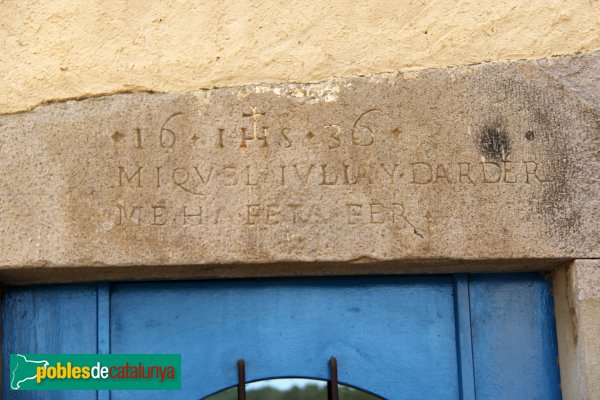 16 · IHS · 36
MIQVEL · IVLIAN · DARDER
ME HA FETA FER
poblesdecatalunya